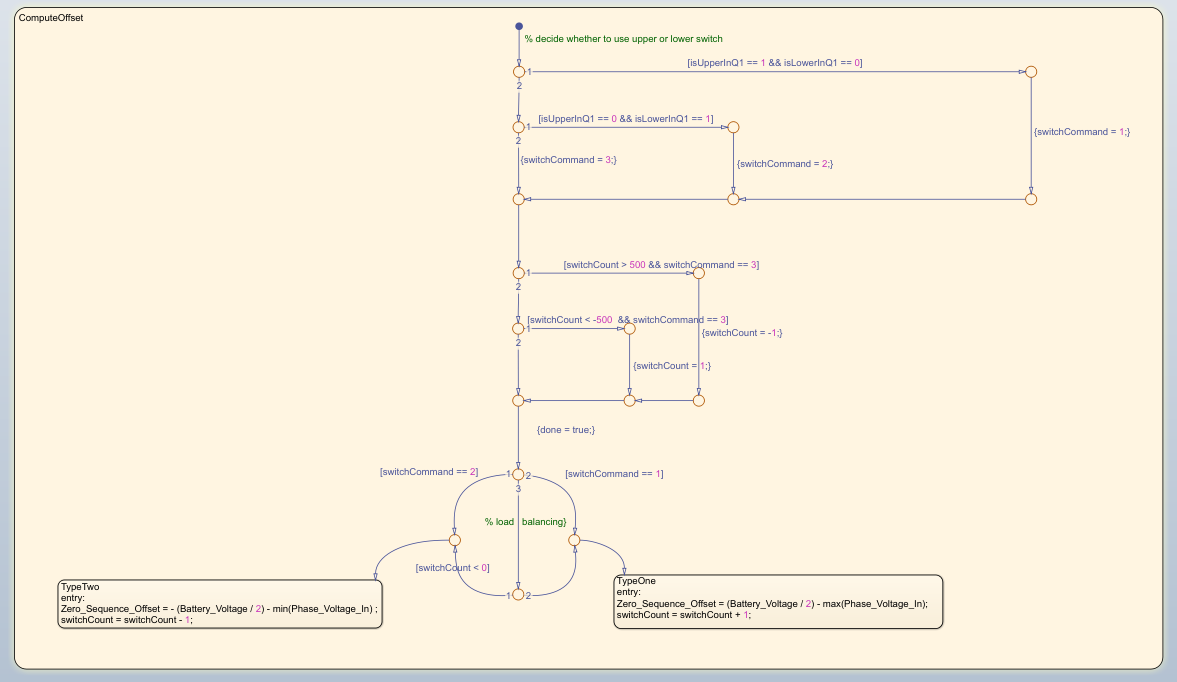 ComputeOffset
% decide whether to use upper or lower switch
[isUpperInQ1 == 1 && isLowerInQ1 == 0]
1
2
[isUpperInQ1 == 0 && isLowerInQ1 == 1]
1
2
{switchCommand = 1;}
{switchCommand = 3;}
{switchCommand = 2;}
[switchCount > 500 && switchCommand == 3]
1
2
[switchCount < -500 && switchCommand == 3]
1
2
{switchCount = -1;}
{switchCount = 1;}
{done = true;}
[switchCommand == 2]
1
2
[switchCommand == 1]
3
% load balancing}
[switchCount < 0]
1
2
TypeTwo
entry:
Zero_Sequence_Offset = - (Battery_Voltage / 2) - min(Phase_Voltage_In) ;
switchCount = switchCount - 1;
TypeOne
entry:
Zero_Sequence_Offset = (Battery_Voltage / 2) - max(Phase_Voltage_In);
switchCount = switchCount + 1;